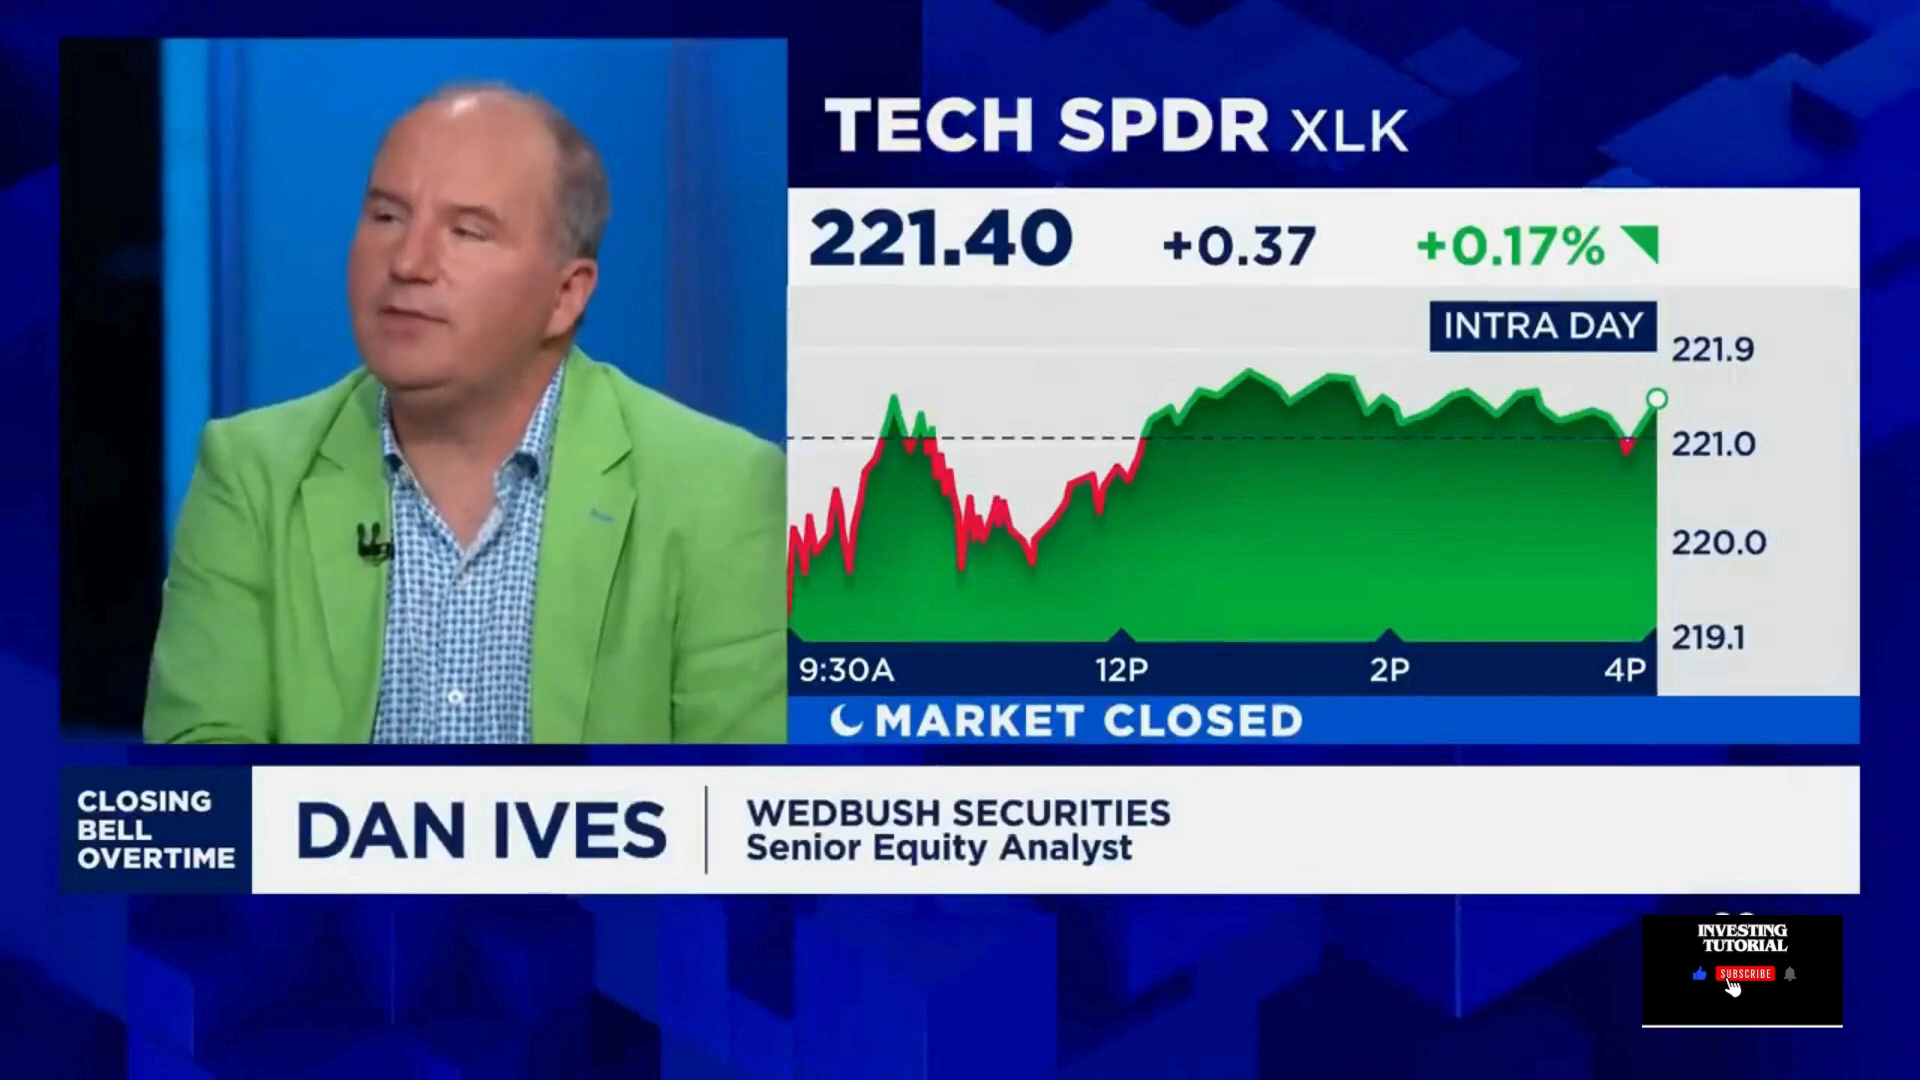 TECH SPDR XLK
221.40 +0.37 +0.17%
INTRA DAY
221.9
221.0
220.0
219.1
9:30A 12P 2P 4P
MARKET CLOSED
CLOSING
BELL
OVERTIME
DAN IVES
WEDBUSH SECURITIES
Senior Equity Analyst
INVESTING
TUTORIAL
SUBSCRIBE